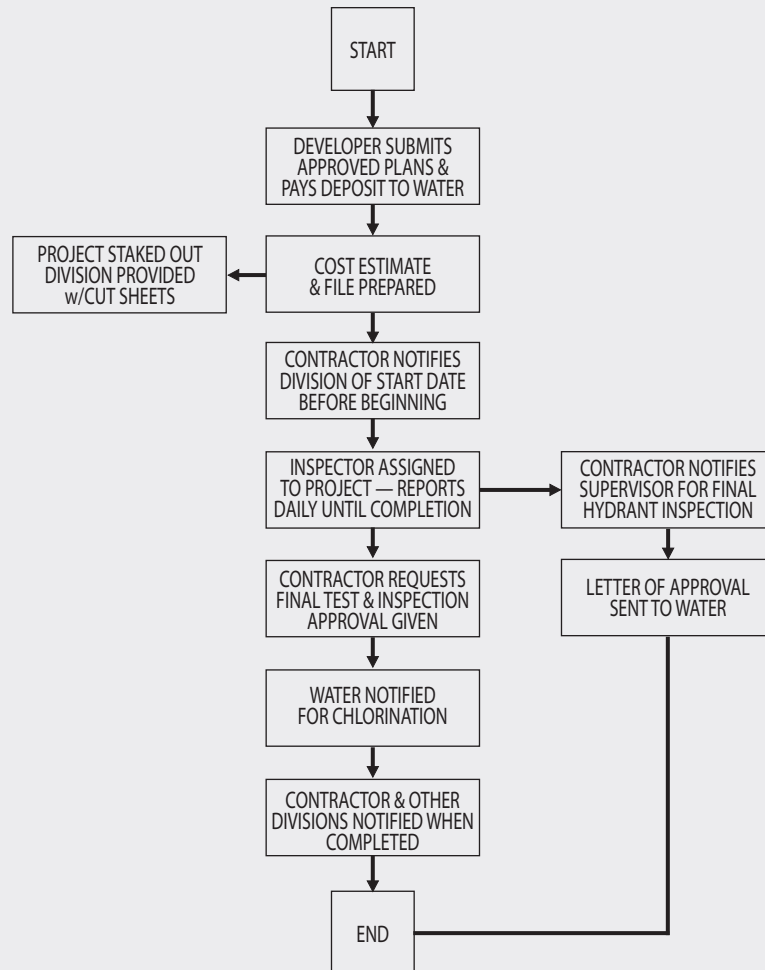 START
DEVELOPER SUBMITS
APPROVED PLANS &
PAYS DEPOSIT TO WATER
PROJECT STAKED OUT
DIVISION PROVIDED
w/CUT SHEETS
COST ESTIMATE
& FILE PREPARED
CONTRACTOR NOTIFIES
DIVISION OF START DATE
BEFORE BEGINNING
INSPECTOR ASSIGNED
TO PROJECT — REPORTS
DAILY UNTIL COMPLETION
CONTRACTOR NOTIFIES
SUPERVISOR FOR FINAL
HYDRANT INSPECTION
CONTRACTOR REQUESTS
FINAL TEST & INSPECTION
APPROVAL GIVEN
LETTER OF APPROVAL
SENT TO WATER
WATER NOTIFIED
FOR CHLORINATION
CONTRACTOR & OTHER
DIVISIONS NOTIFIED WHEN
COMPLETED
END